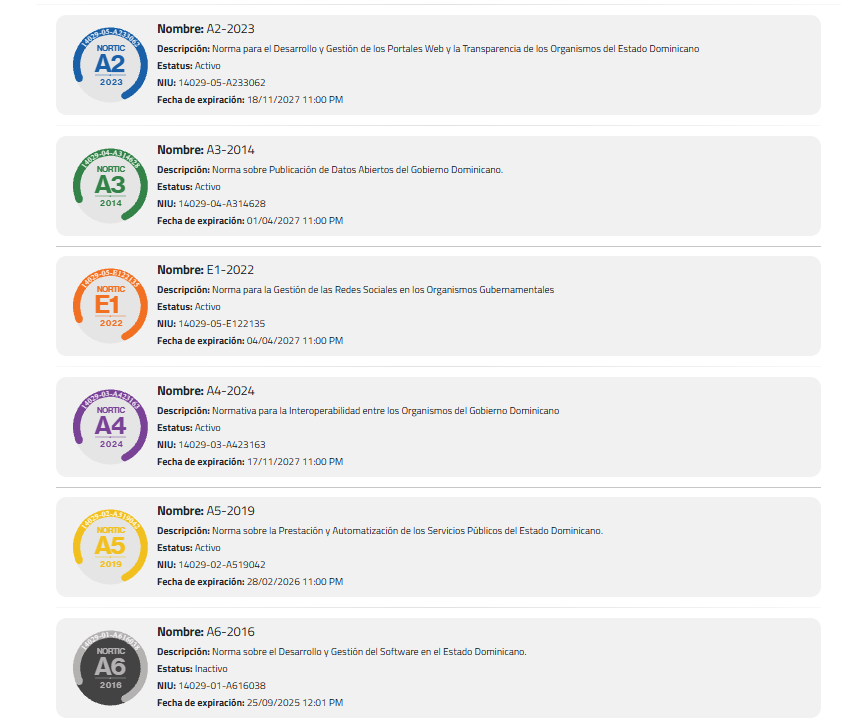 14029-05-A233062
NORTIC
A2
2023
Nombre: A2-2023
Descripción: Norma para el Desarrollo y Gestión de los Portales Web y la Transparencia de los Organismos del Estado Dominicano
Estatus: Activo
NIU: 14029-05-A233062
Fecha de expiración: 18/11/2027 11:00 PM
14029-04-A314628
NORTIC
A3
2014
Nombre: A3-2014
Descripción: Norma sobre Publicación de Datos Abiertos del Gobierno Dominicano.
Estatus: Activo
NIU: 14029-04-A314628
Fecha de expiración: 01/04/2027 11:00 PM
14029-05-E122135
NORTIC
E1
2022
Nombre: E1-2022
Descripción: Norma para la Gestión de las Redes Sociales en los Organismos Gubernamentales
Estatus: Activo
NIU: 14029-05-E122135
Fecha de expiración: 04/04/2027 11:00 PM
14029-03-A423163
NORTIC
A4
2024
Nombre: A4-2024
Descripción: Normativa para la Interoperabilidad entre los Organismos del Gobierno Dominicano
Estatus: Activo
NIU: 14029-03-A423163
Fecha de expiración: 17/11/2027 11:00 PM
14029-02-A519042
NORTIC
A5
2019
Nombre: A5-2019
Descripción: Norma sobre la Prestación y Automatización de los Servicios Públicos del Estado Dominicano.
Estatus: Activo
NIU: 14029-02-A519042
Fecha de expiración: 28/02/2026 11:00 PM
14029-01-A616038
NORTIC
A6
2016
Nombre: A6-2016
Descripción: Norma sobre el Desarrollo y Gestión del Software en el Estado Dominicano.
Estatus: Inactivo
NIU: 14029-01-A616038
Fecha de expiración: 25/09/2025 12:01 PM